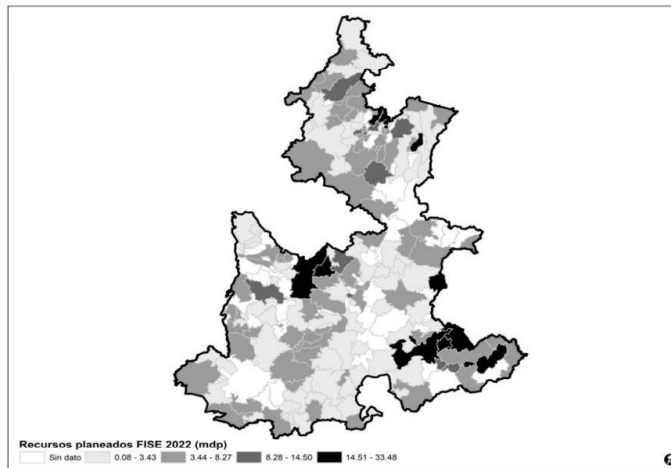 Recursos planeados FISE 2022 (mdp)
Sin dato 0.08 - 3.43 3.44 - 8.27 8.28 - 14.50 14.51 - 33.48